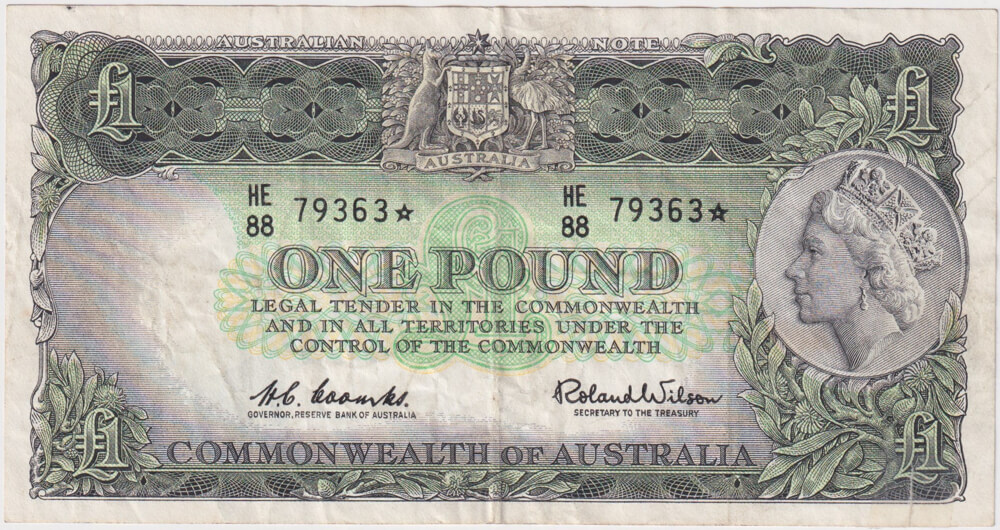 AUSTRALIAN NOTE
£1 £1
AUSTRALIA
HE 88 79363☆ HE 88 79363☆
ONE POUND
LEGAL TENDER IN THE COMMONWEALTH
AND IN ALL TERRITORIES UNDER THE
CONTROL OF THE COMMONWEALTH
H.C. Coombs. Roland Wilson
GOVERNOR, RESERVE BANK OF AUSTRALIA SECRETARY TO THE TREASURY
£1 COMMONWEALTH OF AUSTRALIA £1